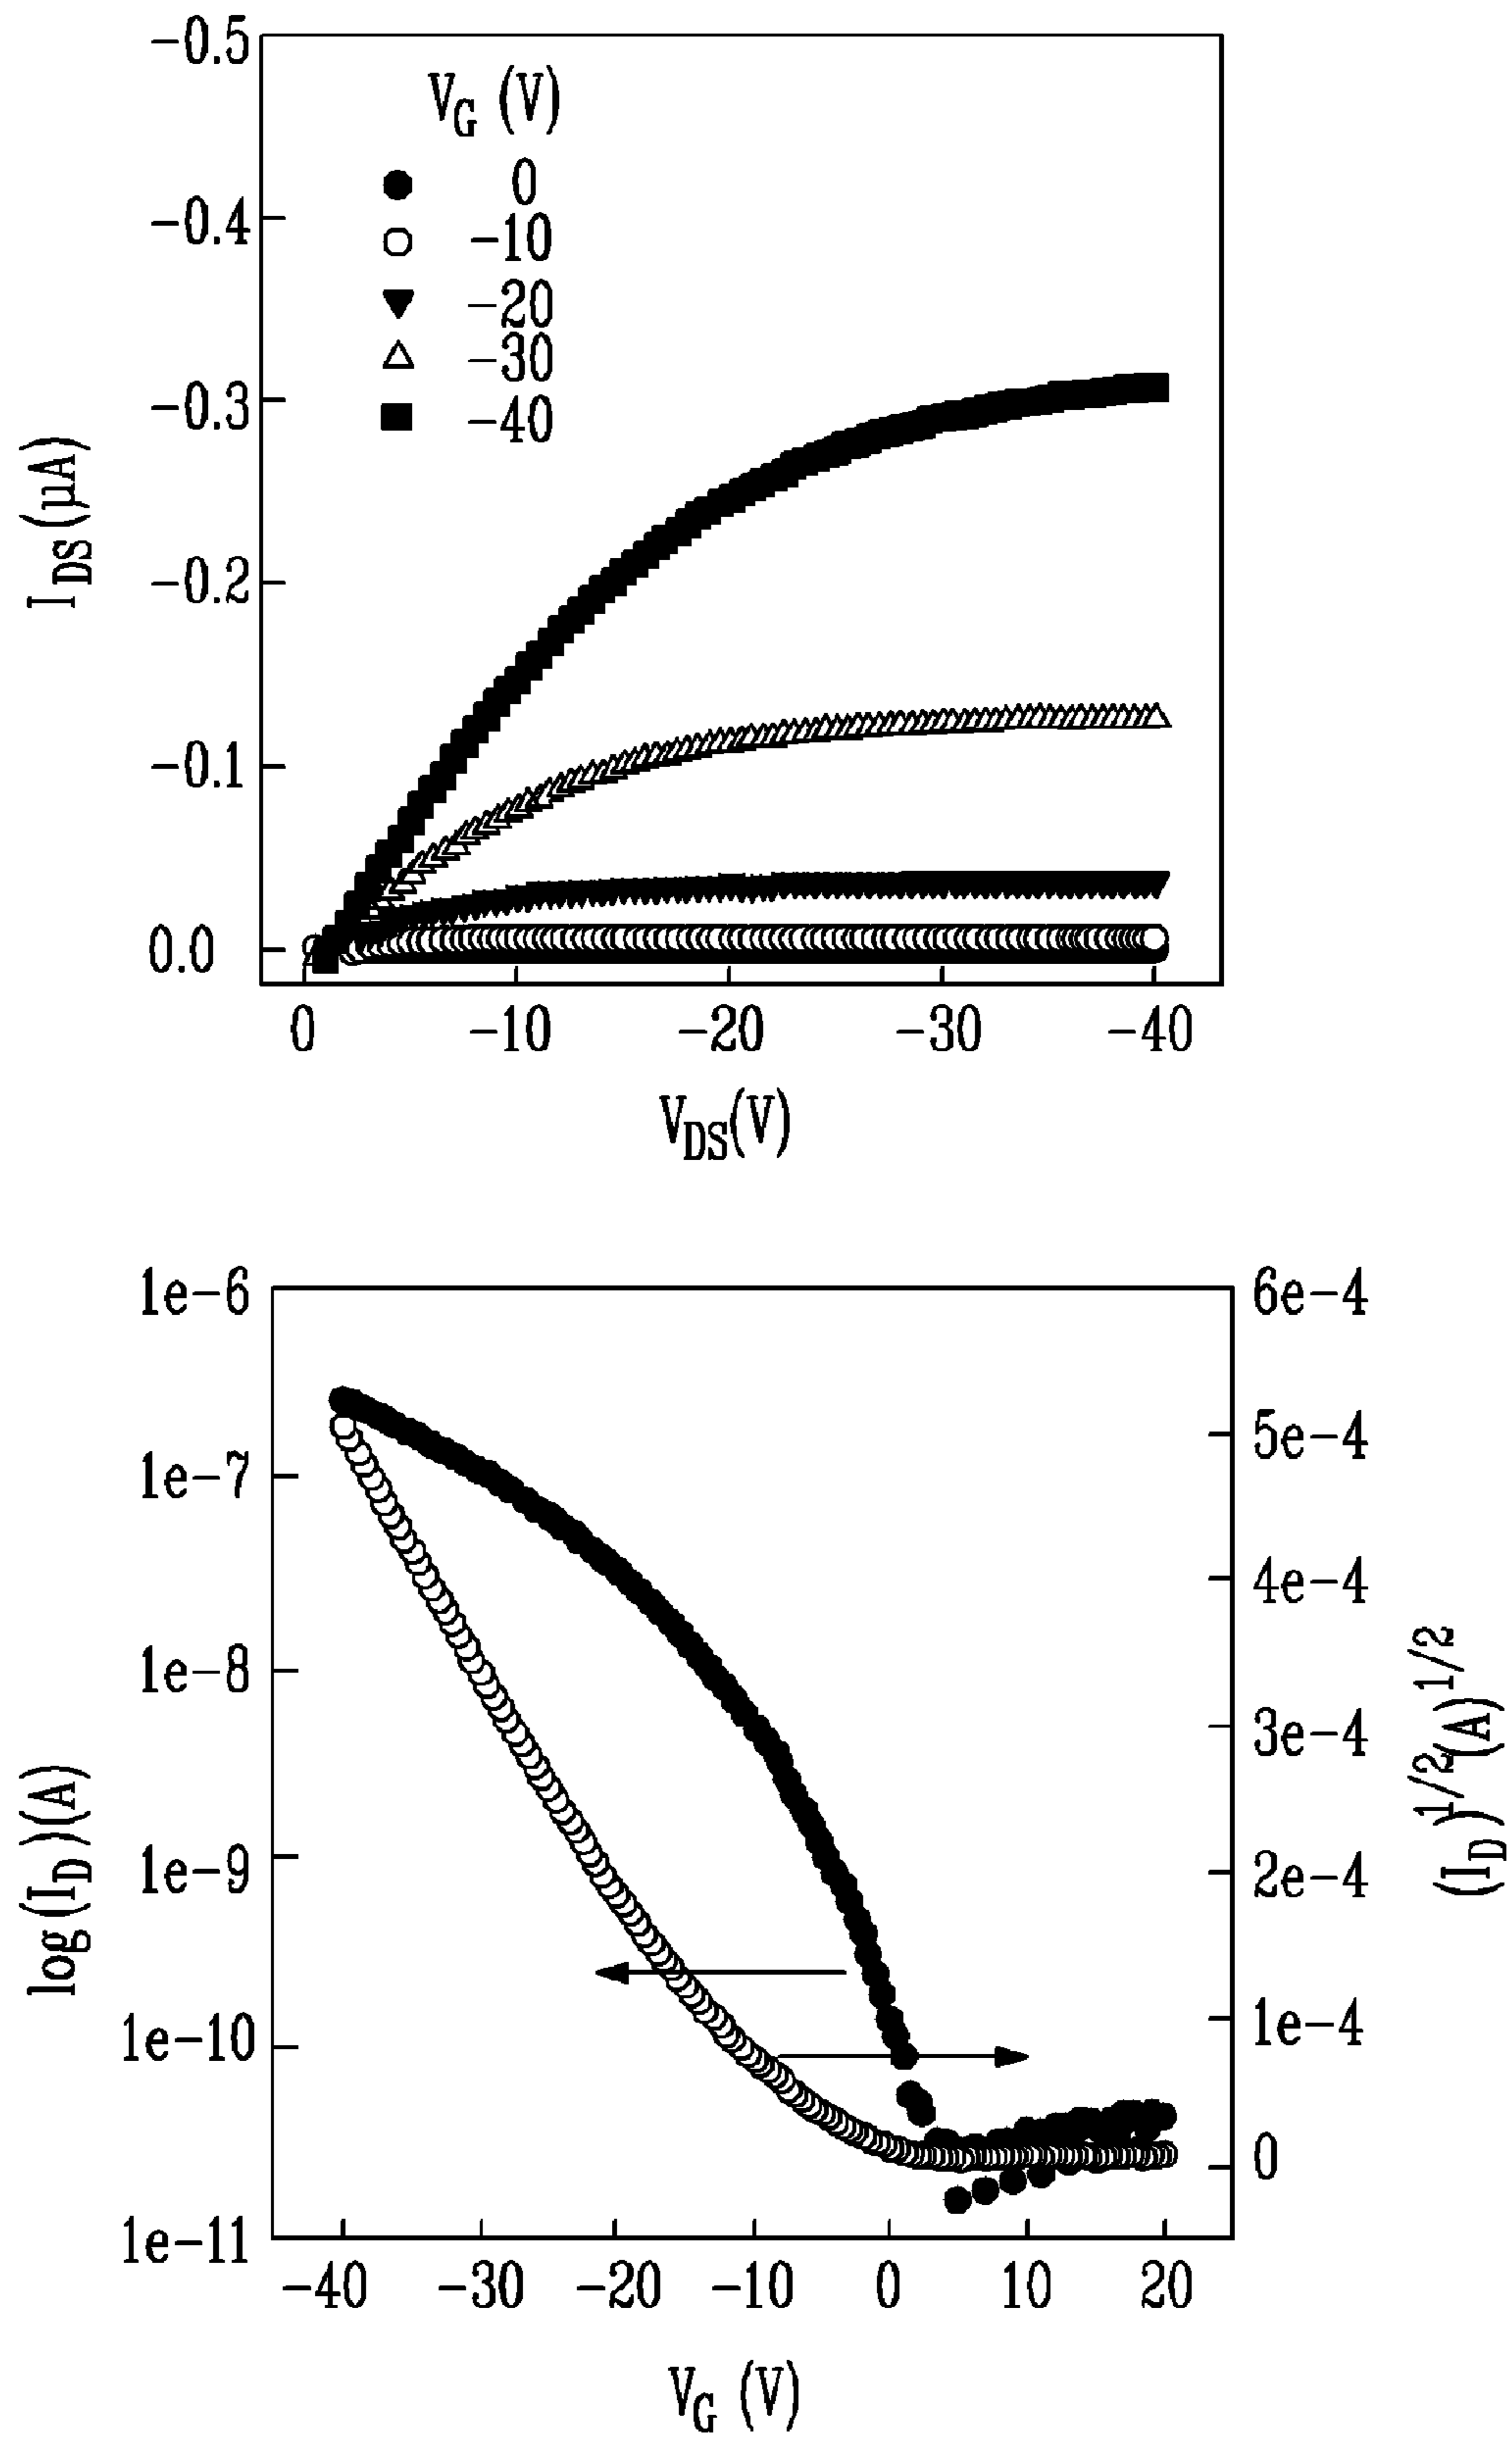 -0.5
V_G (V)
0
-0.4
-10
-20
-30
-0.3
-40
I_DS (μA)
-0.2
-0.1
0.0
0 -10 -20 -30 -40
V_DS(V)
1e-6 6e-4
5e-4
1e-7
4e-4
1e-8
3e-4
log(I_D)(A)
(I_D)^1/2(A)^1/2
1e-9 2e-4
1e-10 1e-4
0
1e-11
-40 -30 -20 -10 0 10 20
V_G (V)